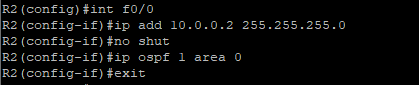 R2(config)#int f0/0
R2(config-if)#ip add 10.0.0.2 255.255.255.0
R2(config-if)#no shut
R2(config-if)#ip ospf 1 area 0
R2(config-if)#exit